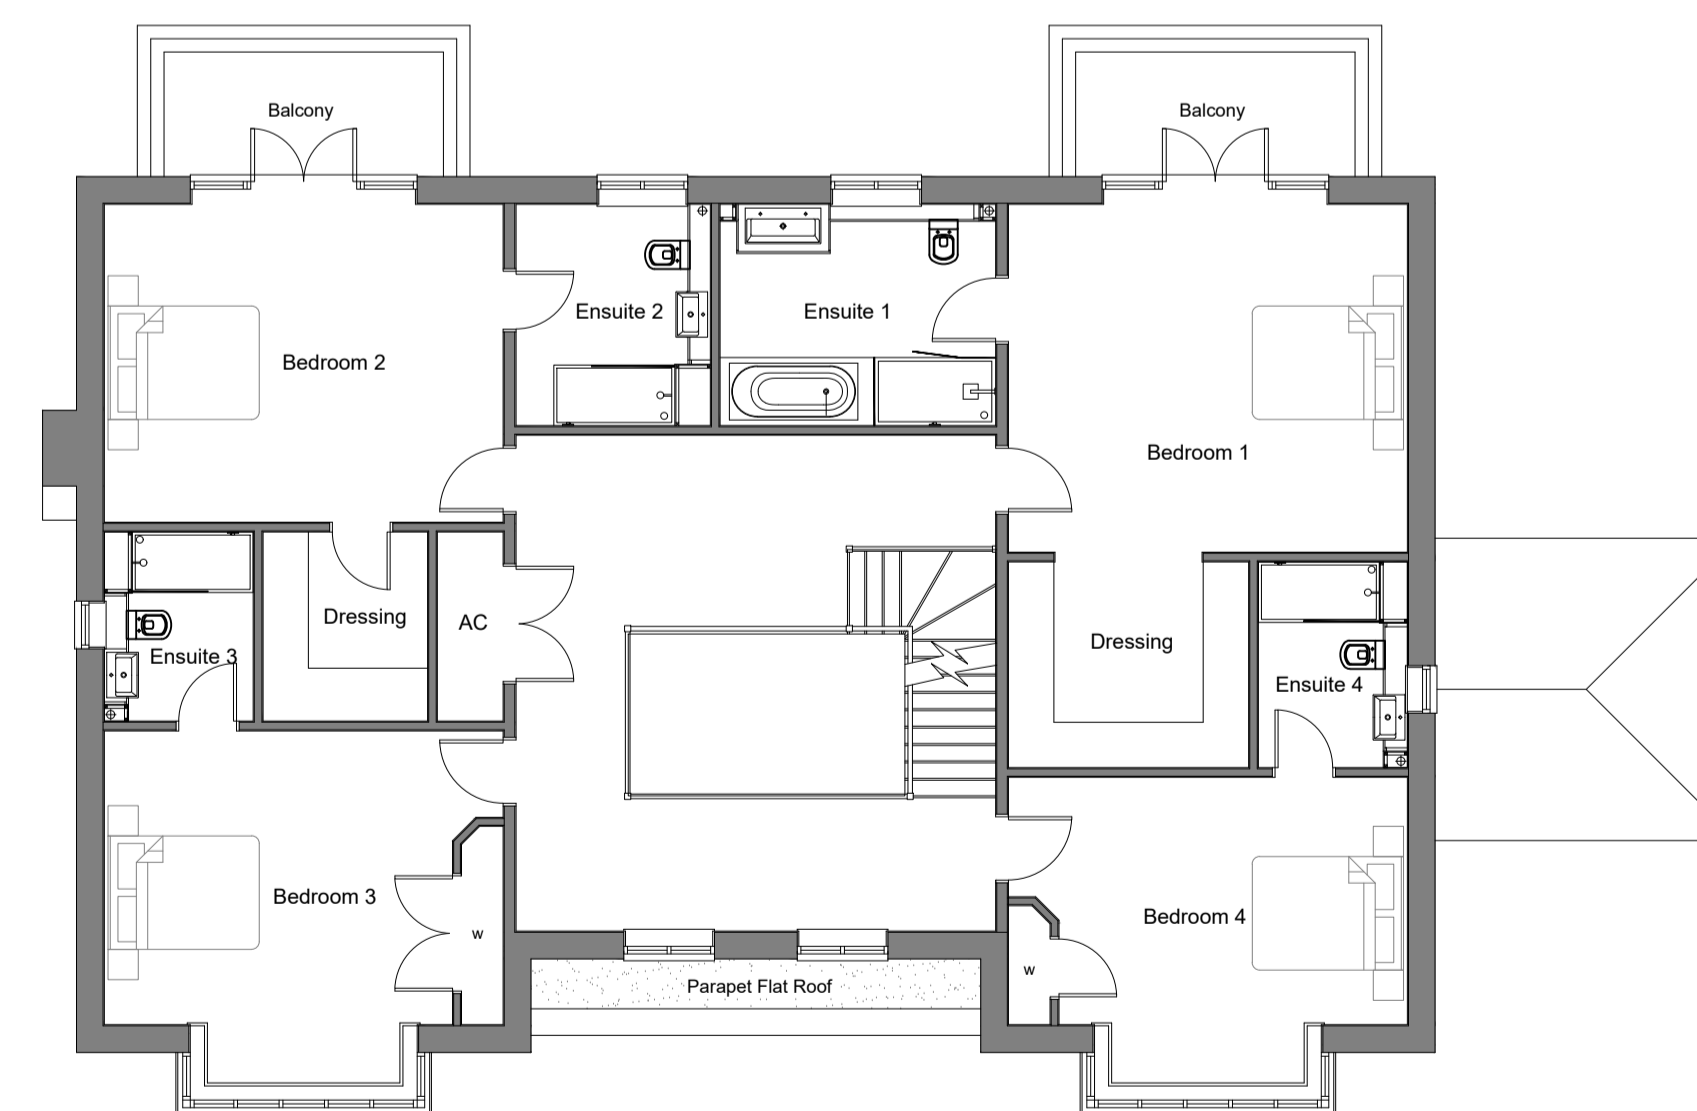 Balcony
Balcony
Ensuite 2
Ensuite 1
Bedroom 2
Bedroom 1
Dressing
AC
Dressing
Ensuite 3
Ensuite 4
Bedroom 3
w
Bedroom 4
w
Parapet Flat Roof